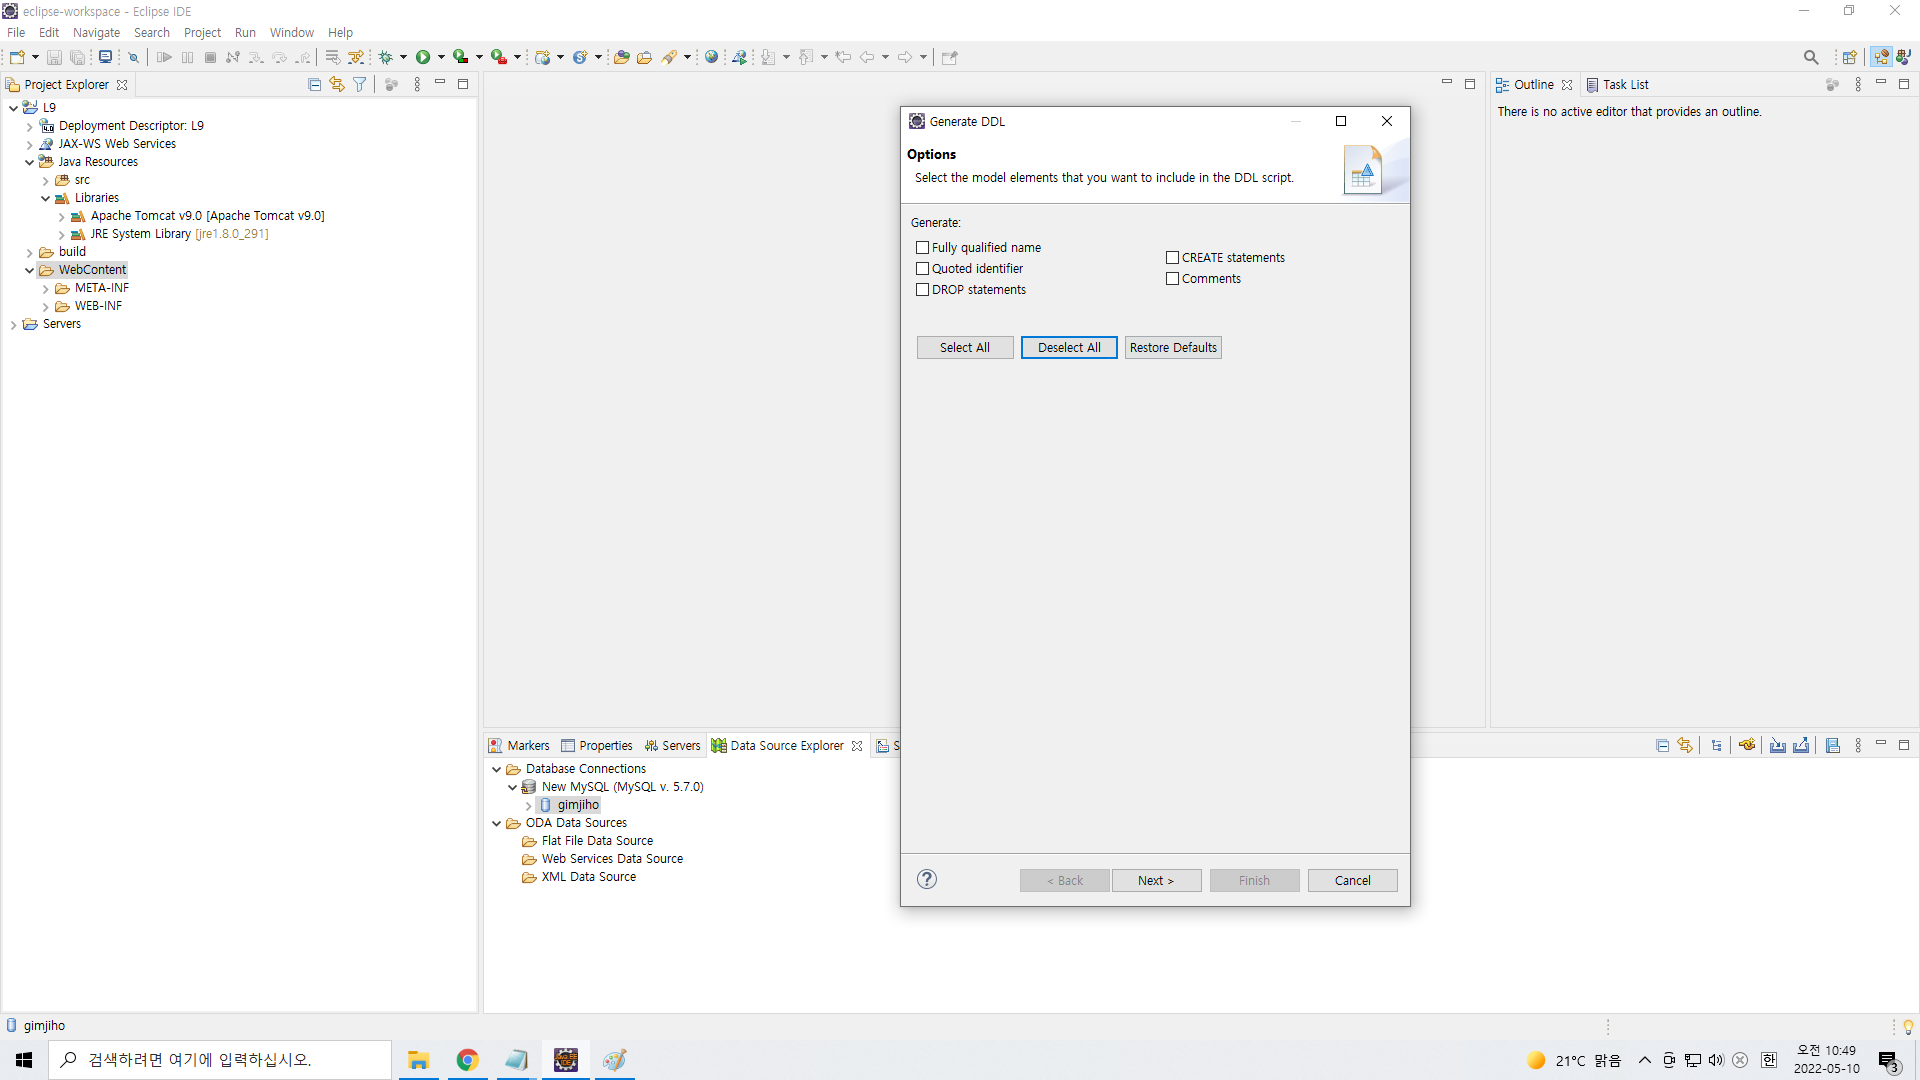 eclipse-workspace - Eclipse IDE
File Edit Navigate Search Project Run Window Help
Project Explorer
L9
Deployment Descriptor: L9
JAX-WS Web Services
Java Resources
src
Libraries
Apache Tomcat v9.0 [Apache Tomcat v9.0]
JRE System Library [jre1.8.0_291]
build
WebContent
META-INF
WEB-INF
Servers
Generate DDL
Options
Select the model elements that you want to include in the DDL script.
Generate:
Fully qualified name
Quoted identifier
DROP statements
CREATE statements
Comments
Select All Deselect All Restore Defaults
< Back Next > Finish Cancel
Outline Task List
There is no active editor that provides an outline.
Markers Properties Servers Data Source Explorer S
Database Connections
New MySQL (MySQL v. 5.7.0)
gimjiho
ODA Data Sources
Flat File Data Source
Web Services Data Source
XML Data Source
gimjiho
검색하려면 여기에 입력하십시오.
21°C 맑음
한
오전 10:49
2022-05-10
3